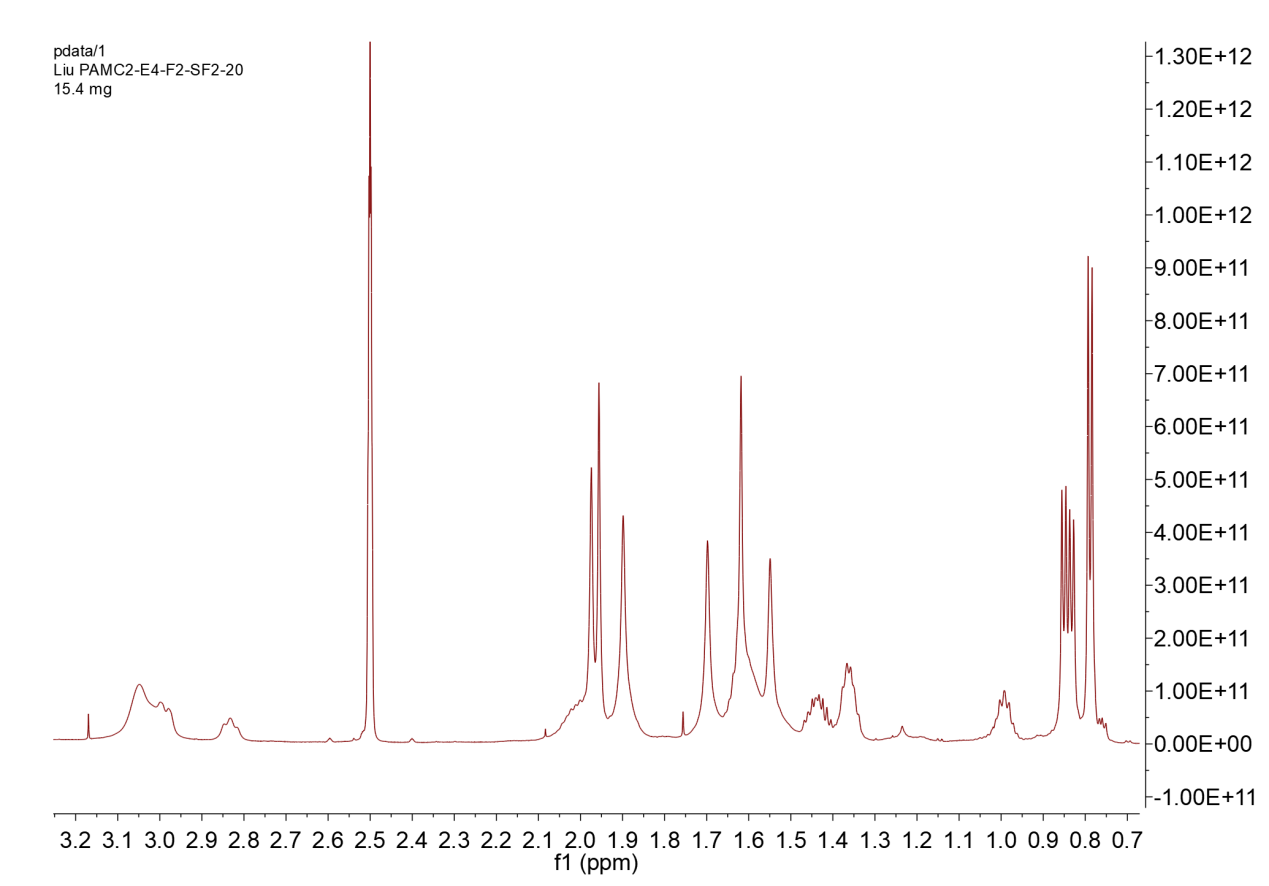 pdata/1
Liu PAMC2-E4-F2-SF2-20
15.4 mg
1.30E+12
1.20E+12
1.10E+12
1.00E+12
9.00E+11
8.00E+11
7.00E+11
6.00E+11
5.00E+11
4.00E+11
3.00E+11
2.00E+11
1.00E+11
0.00E+00
-1.00E+11
3.2 3.1 3.0 2.9 2.8 2.7 2.6 2.5 2.4 2.3 2.2 2.1 2.0 1.9 1.8 1.7 1.6 1.5 1.4 1.3 1.2 1.1 1.0 0.9 0.8 0.7
f1 (ppm)